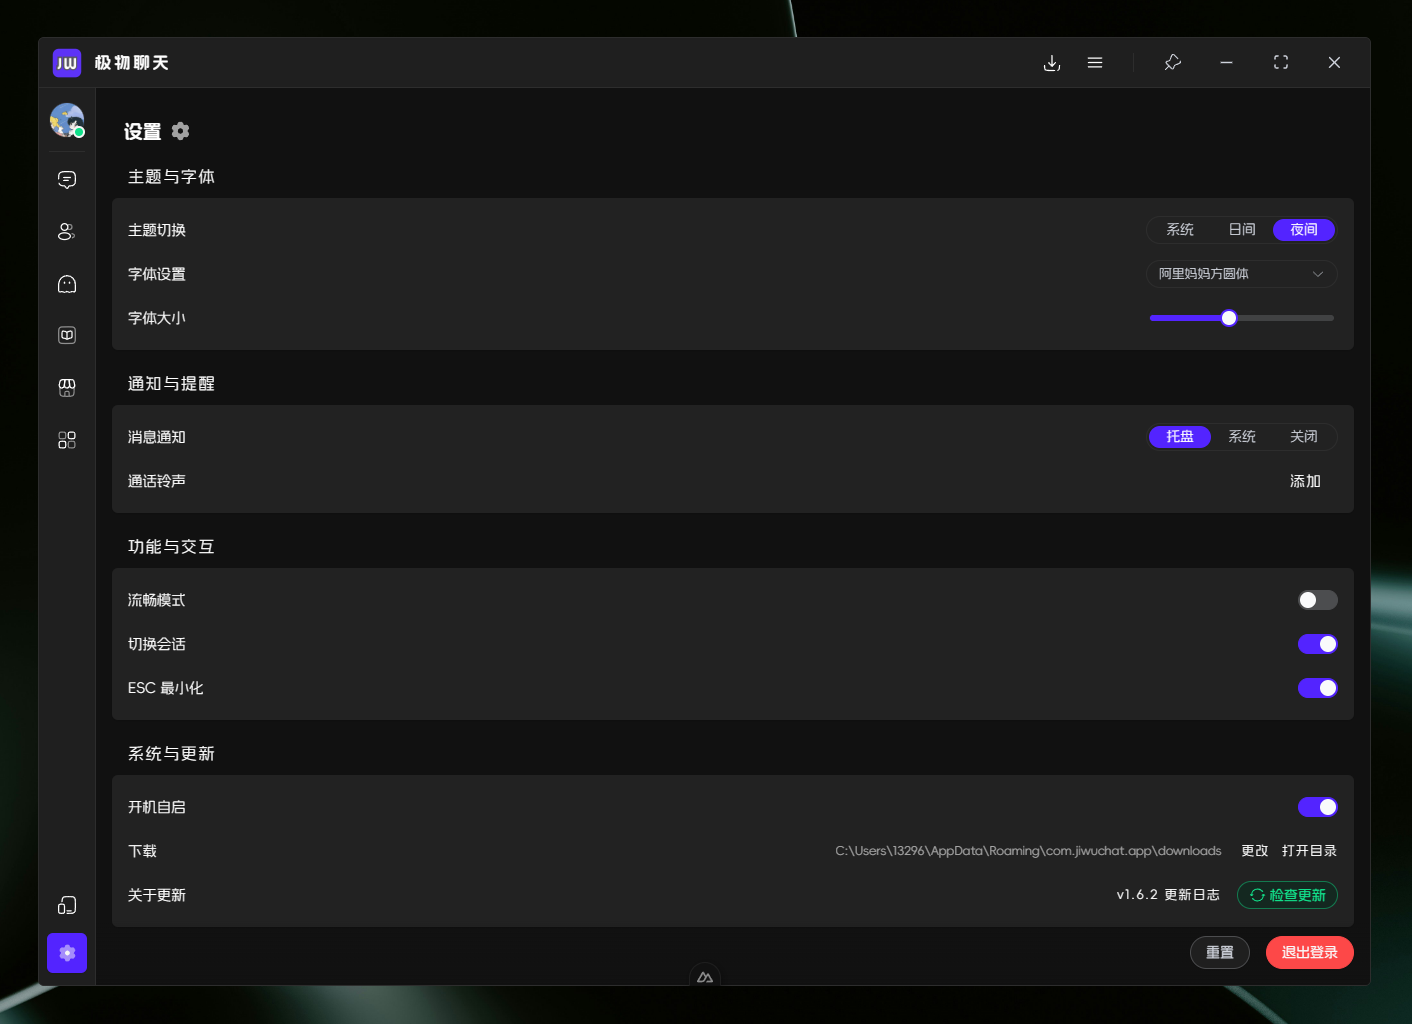 JW 极物聊天
设置
主题与字体
主题切换 系统 日间 夜间
字体设置 阿里妈妈方圆体
字体大小
通知与提醒
消息通知 托盘 系统 关闭
通话铃声 添加
功能与交互
流畅模式
切换会话
ESC 最小化
系统与更新
开机自启
下载 C:\Users\13296\AppData\Roaming\com.jiwuchat.app\downloads 更改 打开目录
关于更新 v1.6.2 更新日志 检查更新
重置 退出登录